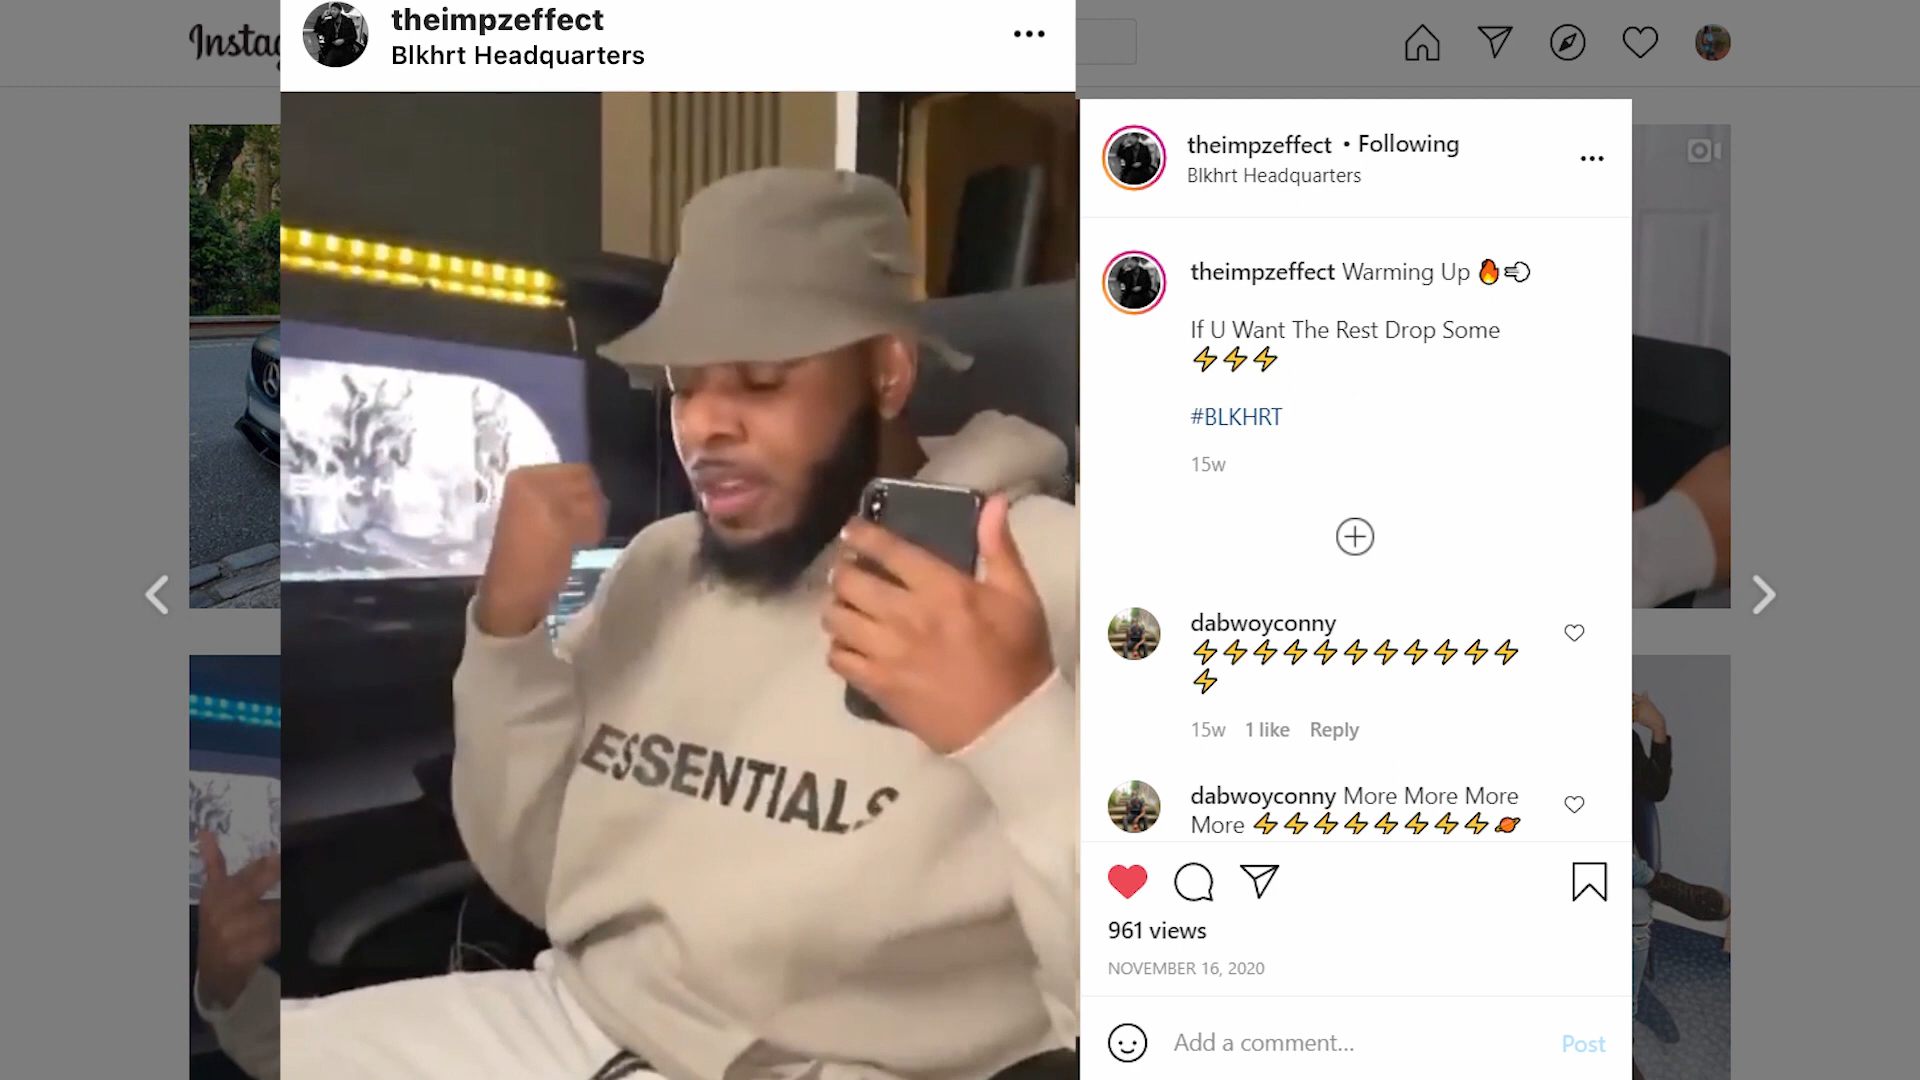 theimpzeffect
Blkhrt Headquarters
theimpzeffect • Following
Blkhrt Headquarters
theimpzeffect Warming Up 🔥💨
If U Want The Rest Drop Some
⚡⚡⚡
#BLKHRT
15w
dabwoyconny
⚡⚡⚡⚡⚡⚡⚡⚡⚡⚡⚡
⚡
15w 1 like Reply
dabwoyconny More More More
More ⚡⚡⚡⚡⚡⚡⚡⚡🪐
961 views
NOVEMBER 16, 2020
Add a comment... Post
ESSENTIALS